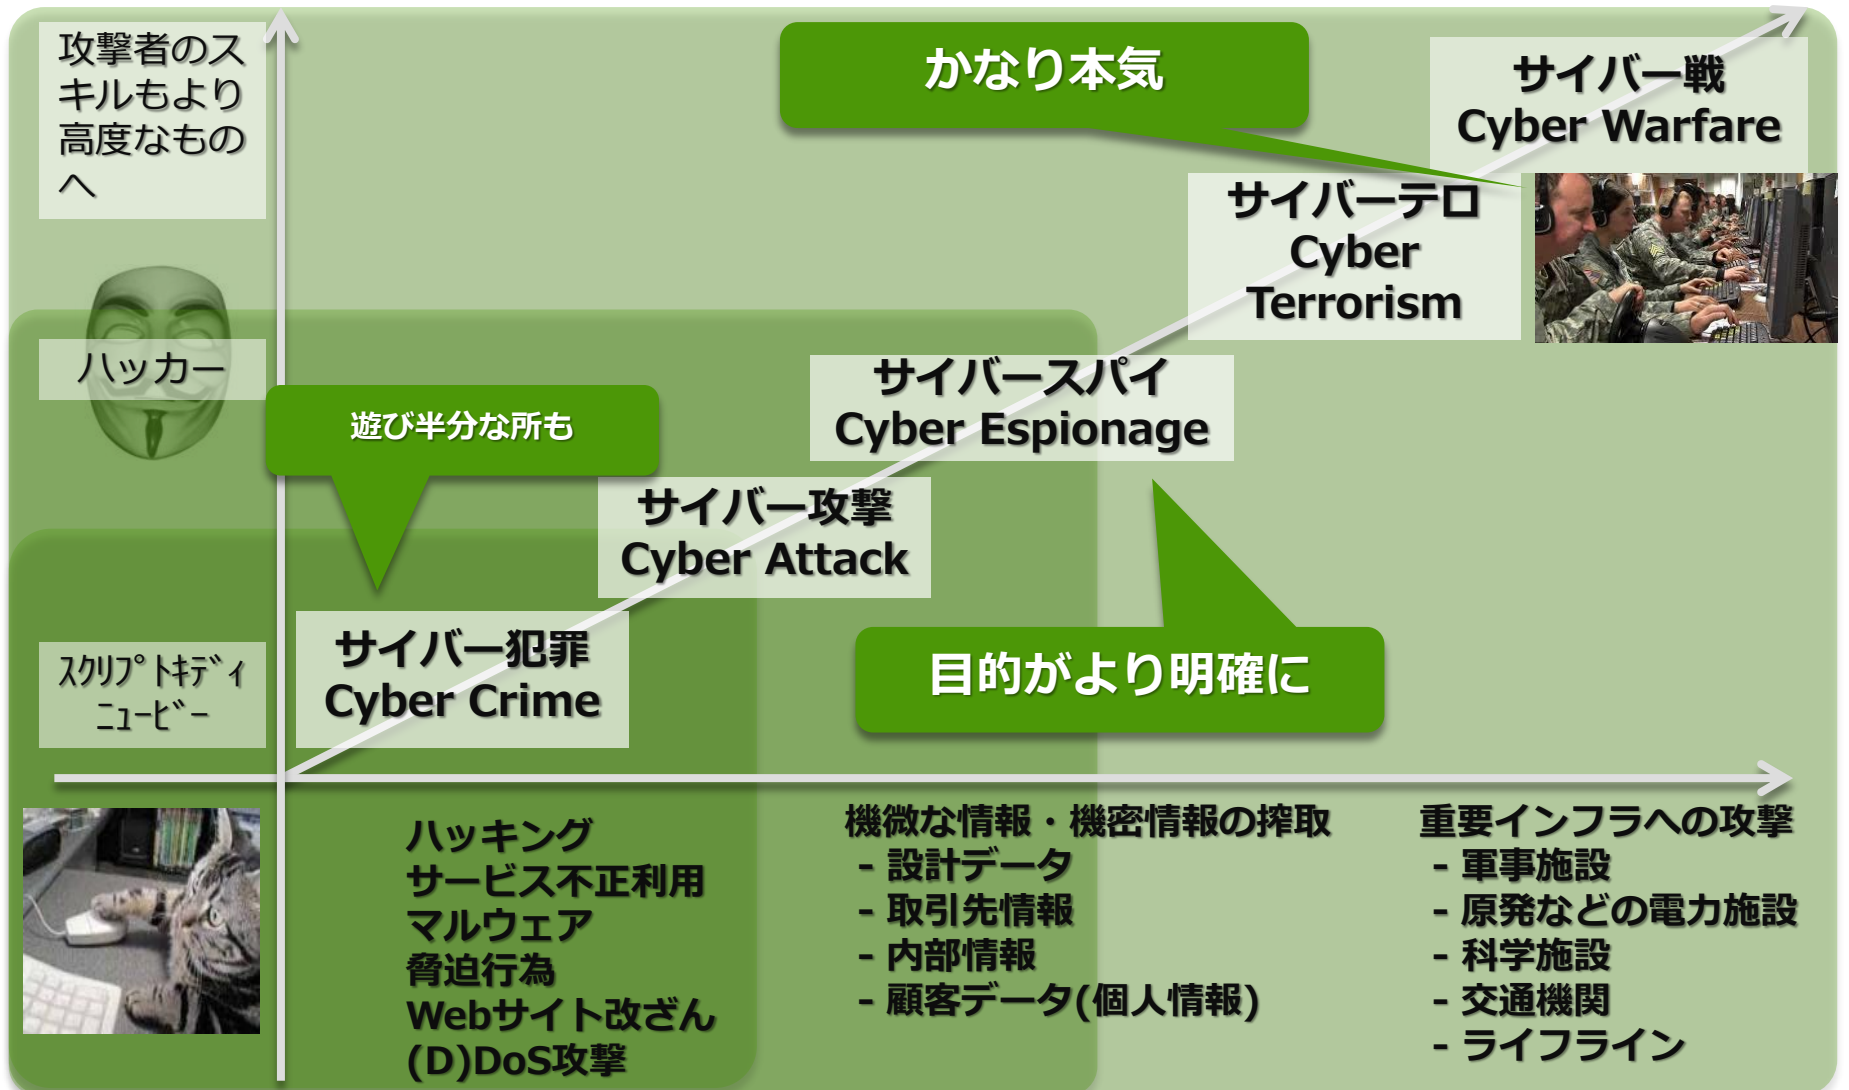 攻撃者のス
キルもより
高度なもの
へ
かなり本気
サイバー戦
Cyber Warfare
サイバーテロ
Cyber
Terrorism
ハッカー
サイバースパイ
Cyber Espionage
遊び半分な所も
サイバー攻撃
Cyber Attack
ｽｸﾘﾌﾟﾄｷﾃﾞｨ
ﾆｭｰﾋﾞｰ
サイバー犯罪
Cyber Crime
目的がより明確に
ハッキング
サービス不正利用
マルウェア
脅迫行為
Webサイト改ざん
(D)DoS攻撃
機微な情報・機密情報の搾取
- 設計データ
- 取引先情報
- 内部情報
- 顧客データ(個人情報)
重要インフラへの攻撃
- 軍事施設
- 原発などの電力施設
- 科学施設
- 交通機関
- ライフライン